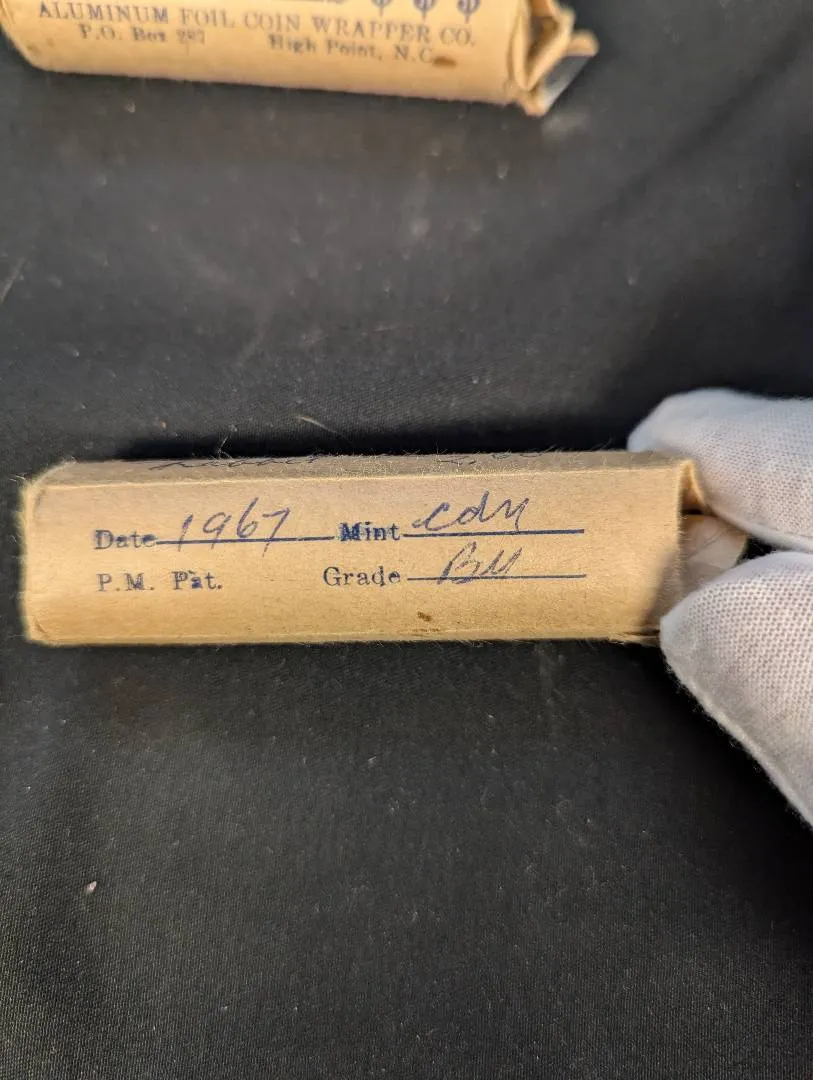 ALUMINUM FOIL COIN WRAPPER CO.
P.O. Box 287 High Point, N.C.
Date 1967 Mint cdn
P.M. Pat. Grade BU